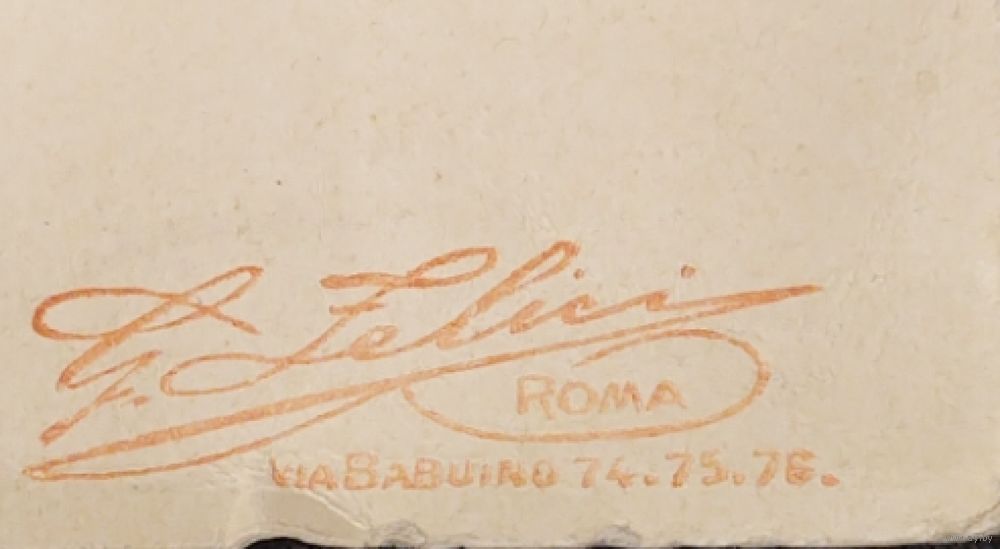 G. Felici
ROMA
VIA BABUINO 74.75.76.